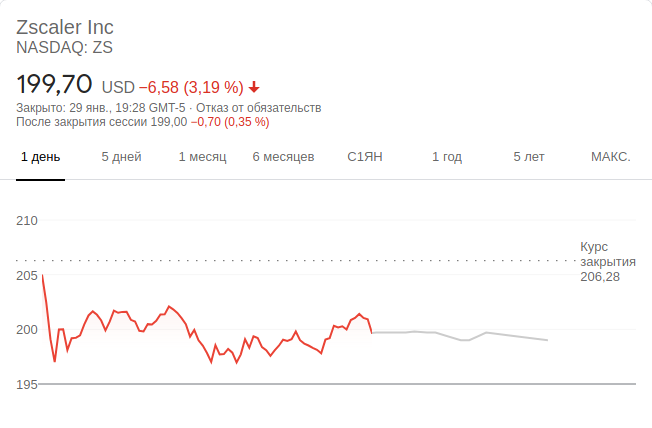 Zscaler Inc
NASDAQ: ZS
199,70 USD −6,58 (3,19 %)
Закрыто: 29 янв., 19:28 GMT-5 · Отказ от обязательств
После закрытия сессии 199,00 −0,70 (0,35 %)
1 день 5 дней 1 месяц 6 месяцев С1ЯН 1 год 5 лет МАКС.
210
Курс
закрытия
206,28
205
200
195